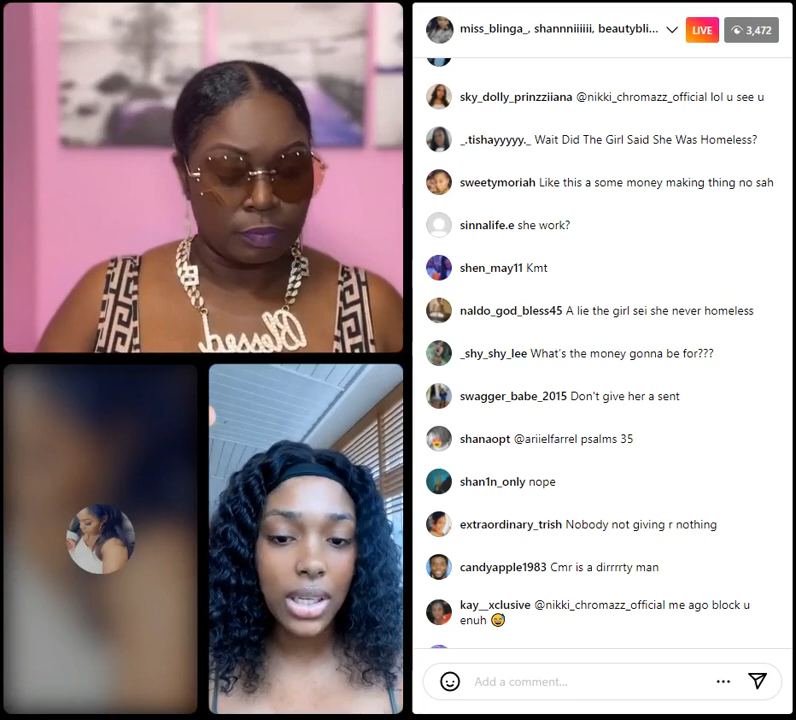 miss_blinga_, shannniiiiii, beautybli...
LIVE
3,472
sky_dolly_prinzziiana @nikki_chromazz_official lol u see u
_.tishayyyyy._ Wait Did The Girl Said She Was Homeless?
sweetymoriah Like this a some money making thing no sah
sinnalife.e she work?
shen_may11 Kmt
naldo_god_bless45 A lie the girl sei she never homeless
_shy_shy_lee What's the money gonna be for???
swagger_babe_2015 Don't give her a sent
shanaopt @ariielfarrel psalms 35
shan1n_only nope
extraordinary_trish Nobody not giving r nothing
candyapple1983 Cmr is a dirrrrty man
kay__xclusive @nikki_chromazz_official me ago block u
enuh 😅
Add a comment...
Blessed